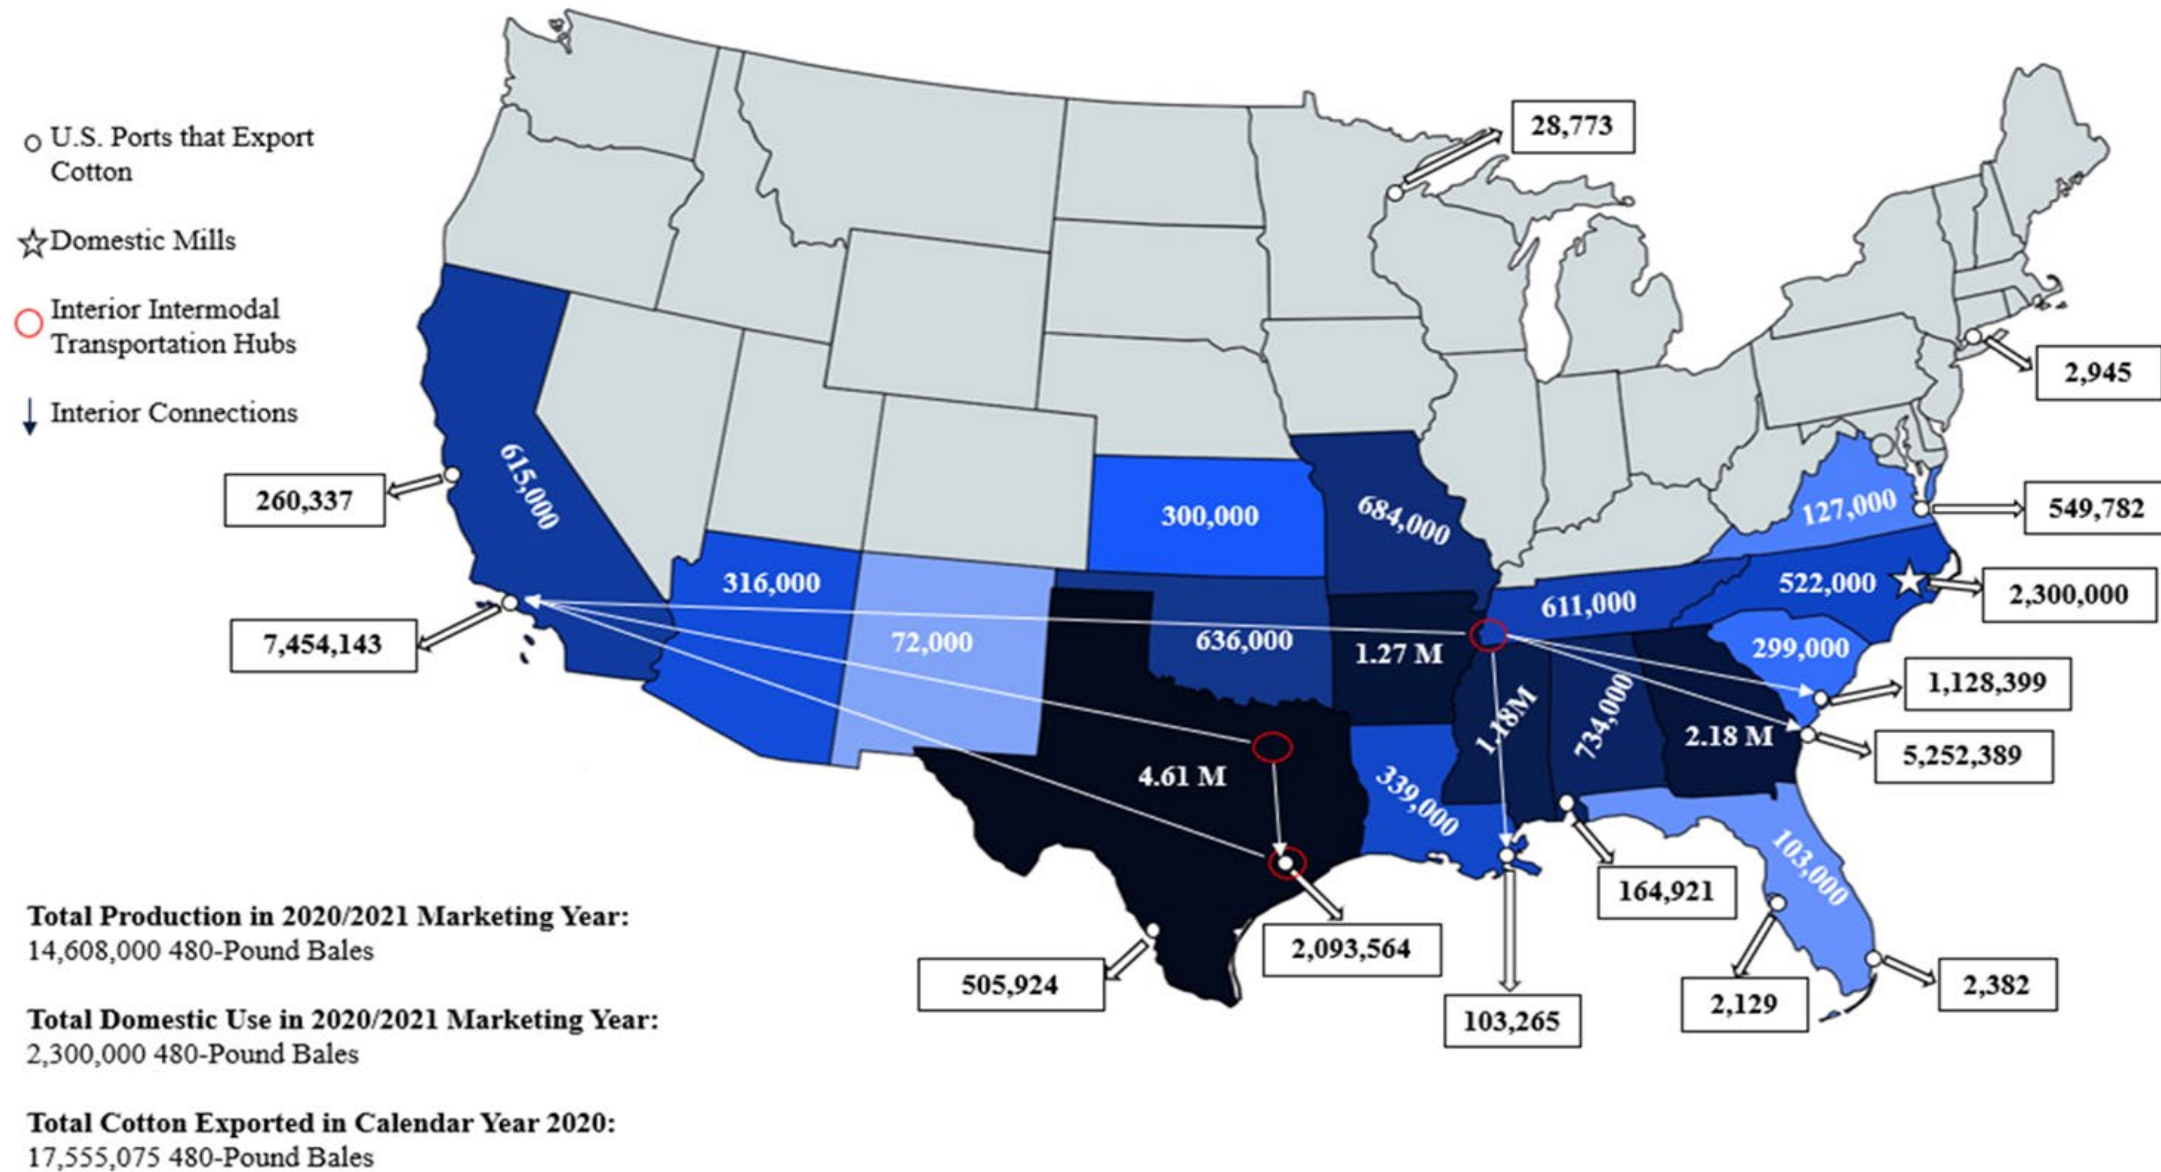 U.S. Ports that Export
Cotton
Domestic Mills
Interior Intermodal
Transportation Hubs
Interior Connections
28,773
2,945
260,337
615,000
300,000
684,000
127,000
549,782
316,000
611,000
522,000
2,300,000
7,454,143
72,000
636,000
1.27 M
299,000
1,128,399
1.18M
734,000
2.18 M
5,252,389
4.61 M
339,000
103,000
164,921
505,924
2,093,564
103,265
2,129
2,382
Total Production in 2020/2021 Marketing Year:
14,608,000 480-Pound Bales
Total Domestic Use in 2020/2021 Marketing Year:
2,300,000 480-Pound Bales
Total Cotton Exported in Calendar Year 2020:
17,555,075 480-Pound Bales